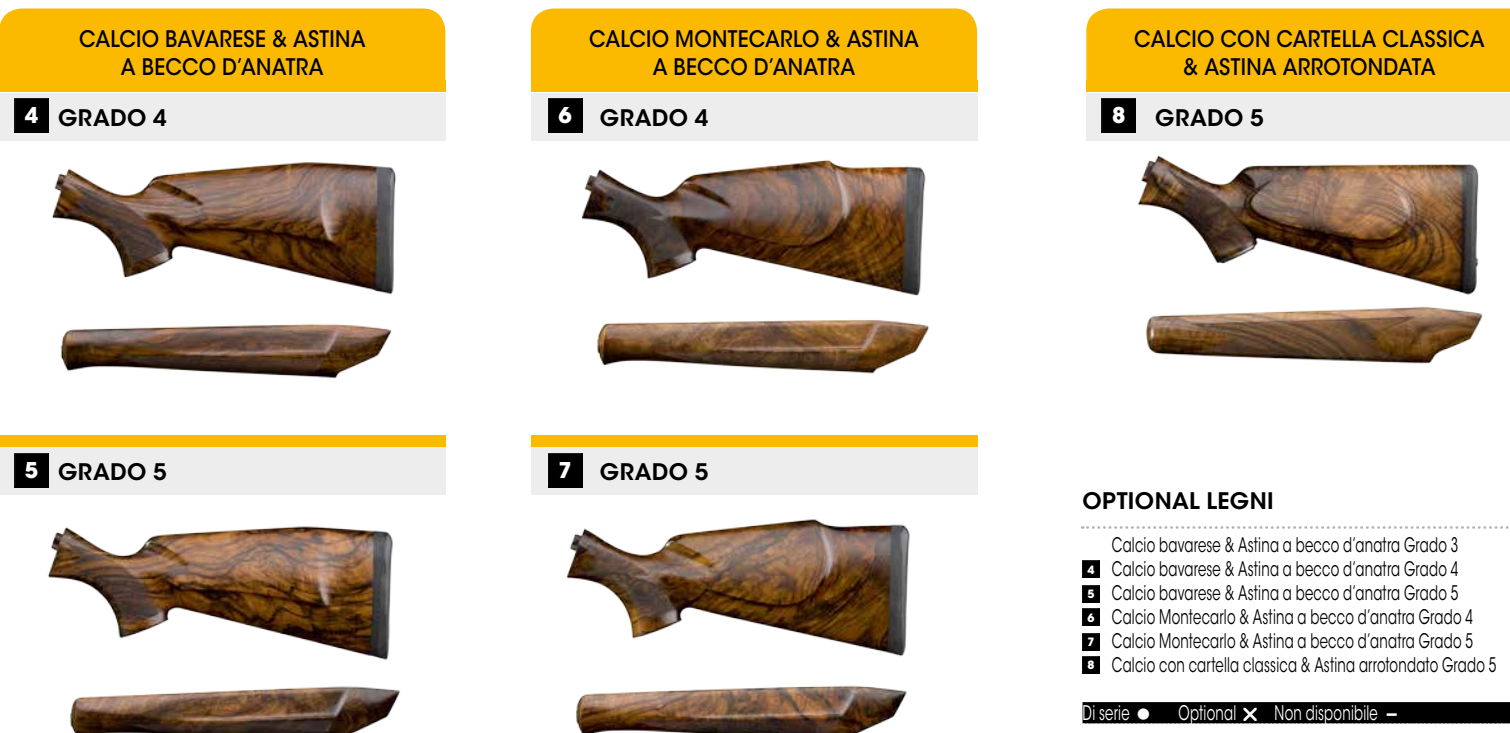 CALCIO BAVARESE & ASTINA
A BECCO D'ANATRA
4 GRADO 4
5 GRADO 5
CALCIO MONTECARLO & ASTINA
A BECCO D'ANATRA
6 GRADO 4
7 GRADO 5
CALCIO CON CARTELLA CLASSICA
& ASTINA ARROTONDATA
8 GRADO 5
OPTIONAL LEGNI
Calcio bavarese & Astina a becco d'anatra Grado 3
4 Calcio bavarese & Astina a becco d'anatra Grado 4
5 Calcio bavarese & Astina a becco d'anatra Grado 5
6 Calcio Montecarlo & Astina a becco d'anatra Grado 4
7 Calcio Montecarlo & Astina a becco d'anatra Grado 5
8 Calcio con cartella classica & Astina arrotondato Grado 5
Di serie ● Optional ✕ Non disponibile –